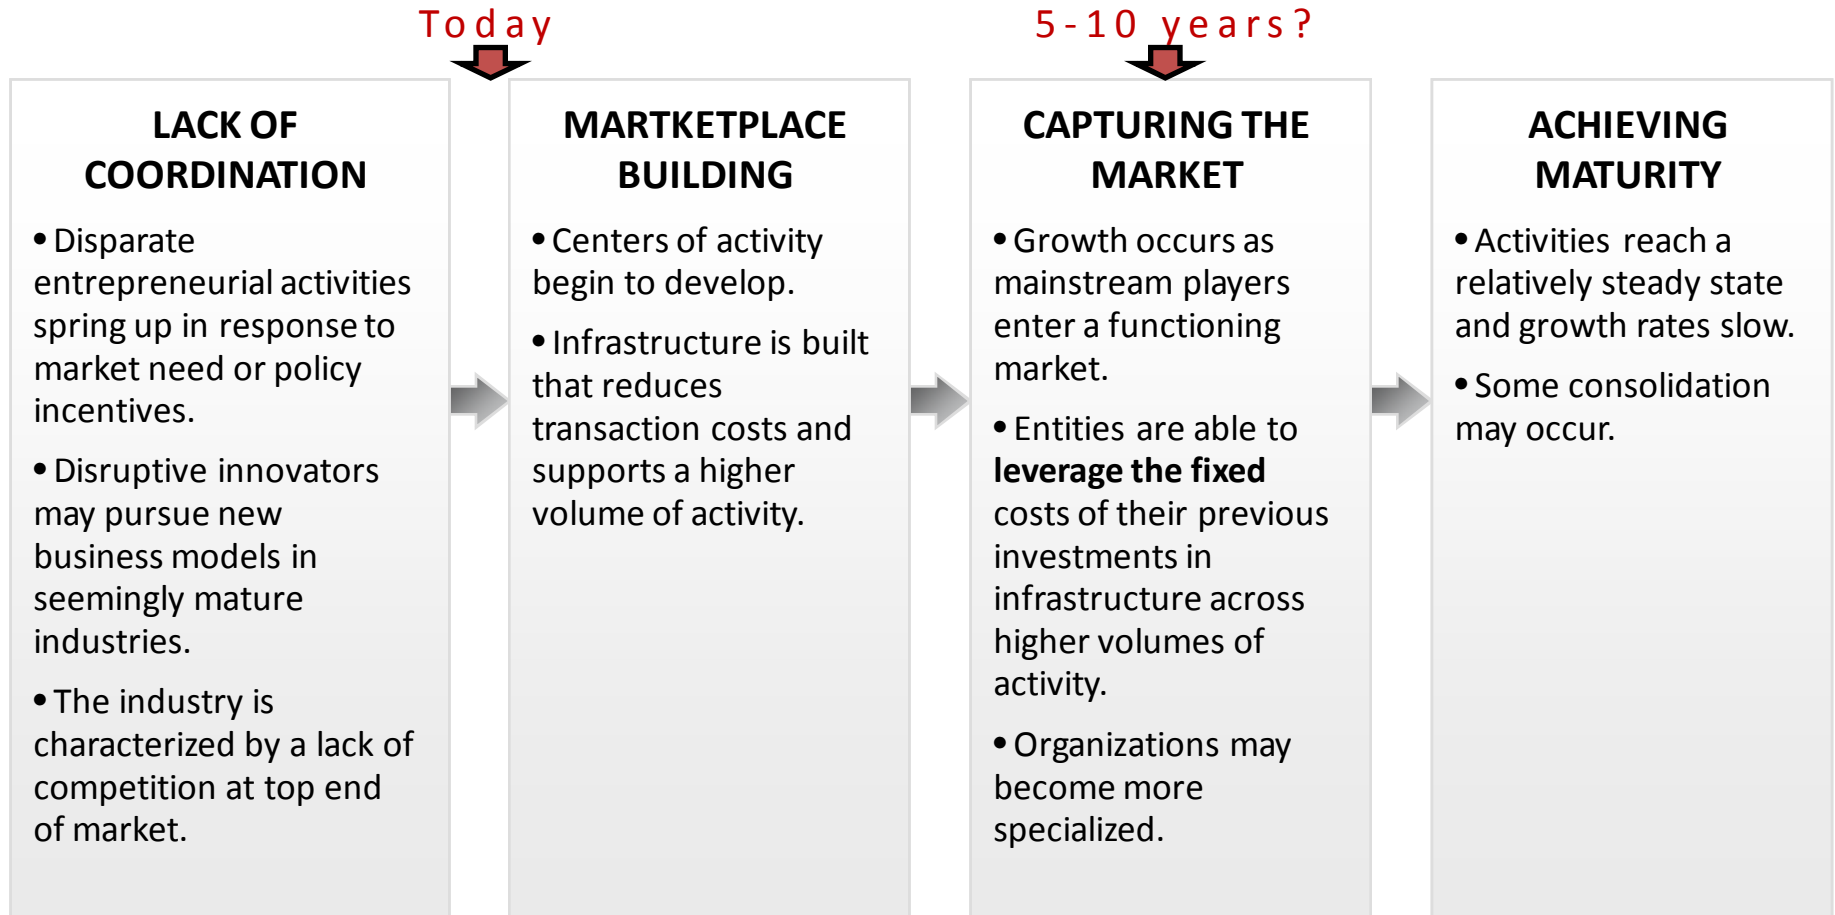 Today
5-10 years?
LACK OF
COORDINATION
• Disparate
entrepreneurial activities
spring up in response to
market need or policy
incentives.
• Disruptive innovators
may pursue new
business models in
seemingly mature
industries.
• The industry is
characterized by a lack of
competition at top end
of market.
MARTKETPLACE
BUILDING
• Centers of activity
begin to develop.
• Infrastructure is built
that reduces
transaction costs and
supports a higher
volume of activity.
CAPTURING THE
MARKET
• Growth occurs as
mainstream players
enter a functioning
market.
• Entities are able to
leverage the fixed
costs of their previous
investments in
infrastructure across
higher volumes of
activity.
• Organizations may
become more
specialized.
ACHIEVING
MATURITY
• Activities reach a
relatively steady state
and growth rates slow.
• Some consolidation
may occur.